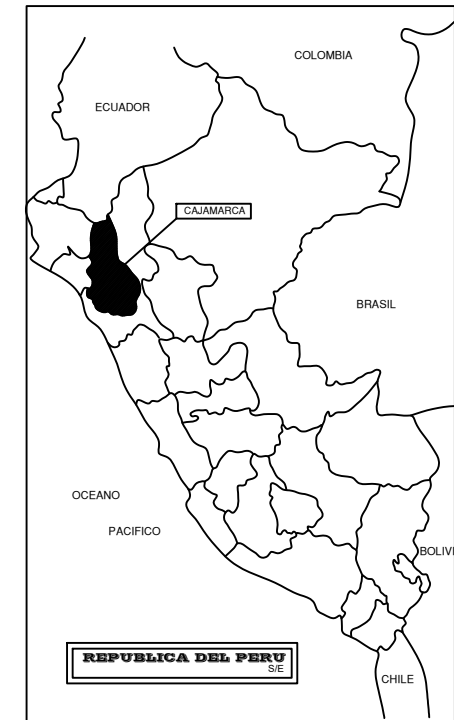 COLOMBIA
ECUADOR
CAJAMARCA
BRASIL
OCEANO
PACIFICO
BOLIVI
REPUBLICA DEL PERU
S/E
CHILE